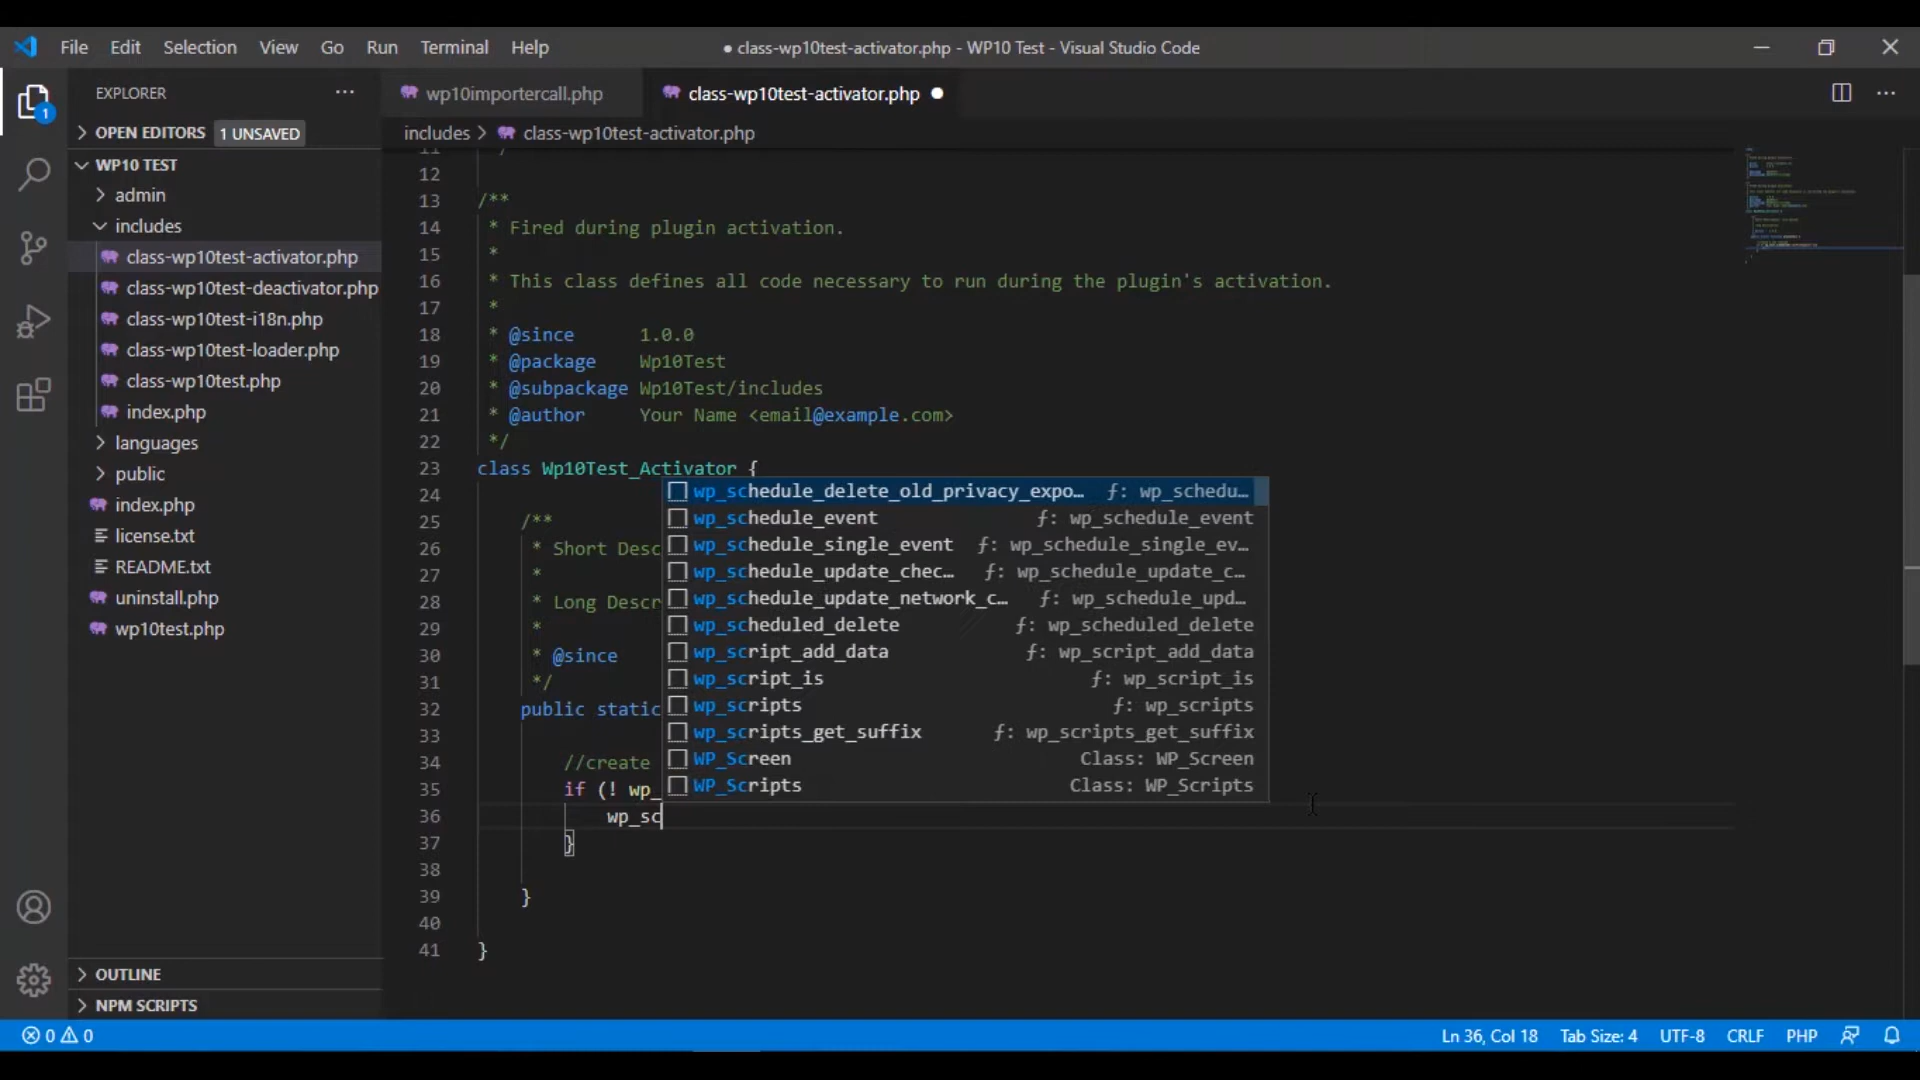 File Edit Selection View Go Run Terminal Help
● class-wp10test-activator.php - WP10 Test - Visual Studio Code
EXPLORER
OPEN EDITORS 1 UNSAVED
WP10 TEST
admin
includes
class-wp10test-activator.php
class-wp10test-deactivator.php
class-wp10test-i18n.php
class-wp10test-loader.php
class-wp10test.php
index.php
languages
public
index.php
license.txt
README.txt
uninstall.php
wp10test.php
OUTLINE
NPM SCRIPTS
1
wp10importercall.php class-wp10test-activator.php ●
includes > class-wp10test-activator.php
11 */
12
13 /**
14 * Fired during plugin activation.
15 *
16 * This class defines all code necessary to run during the plugin's activation.
17 *
18 * @since 1.0.0
19 * @package Wp10Test
20 * @subpackage Wp10Test/includes
21 * @author Your Name <email@example.com>
22 */
23 class Wp10Test_Activator {
24
25 /**
26 * Short Desc
27 *
28 * Long Descr
29 *
30 * @since
31 */
32 public static
33
34 //create
35 if (! wp_
36 wp_sc
37 }
38
39 }
40
41 }
wp_schedule_delete_old_privacy_expo… ƒ: wp_schedu…
wp_schedule_event ƒ: wp_schedule_event
wp_schedule_single_event ƒ: wp_schedule_single_ev…
wp_schedule_update_chec… ƒ: wp_schedule_update_c…
wp_schedule_update_network_c… ƒ: wp_schedule_upd…
wp_scheduled_delete ƒ: wp_scheduled_delete
wp_script_add_data ƒ: wp_script_add_data
wp_script_is ƒ: wp_script_is
wp_scripts ƒ: wp_scripts
wp_scripts_get_suffix ƒ: wp_scripts_get_suffix
WP_Screen Class: WP_Screen
WP_Scripts Class: WP_Scripts
0 0
Ln 36, Col 18 Tab Size: 4 UTF-8 CRLF PHP